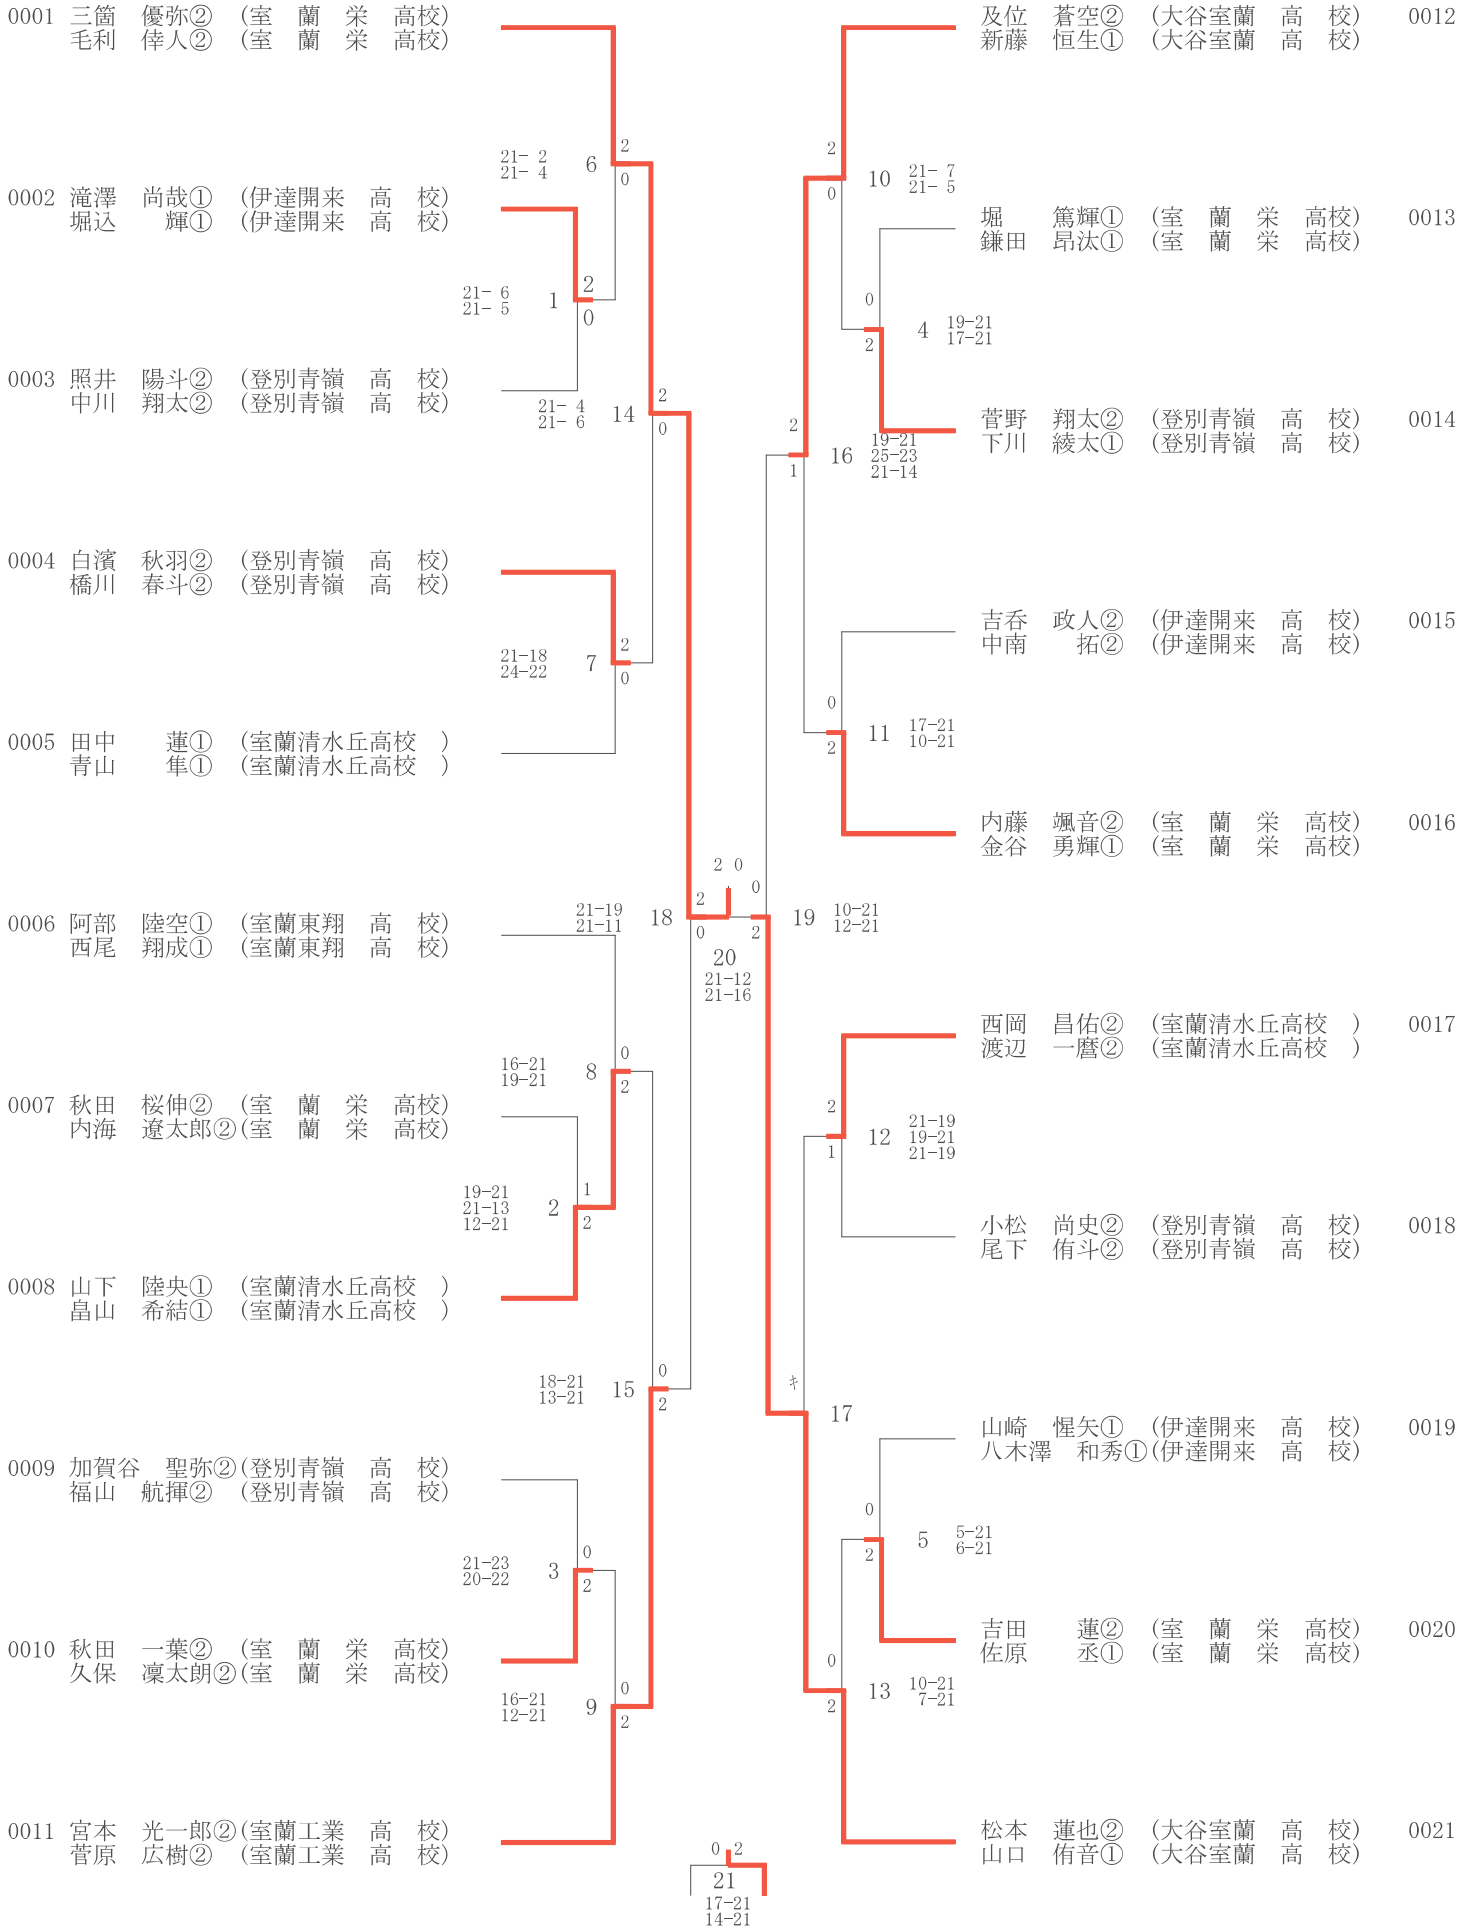 0001 三箇　優弥② (室　蘭　栄　高校)
毛利　倖人② (室　蘭　栄　高校)
21- 2
21- 4
6
2
0
0002 滝澤　尚哉① (伊達開来　高　校)
堀込　　輝① (伊達開来　高　校)
21- 6
21- 5
1
2
0
0003 照井　陽斗② (登別青嶺　高　校)
中川　翔太② (登別青嶺　高　校)
21- 4
21- 6
14
2
0
0004 白濱　秋羽② (登別青嶺　高　校)
橋川　春斗② (登別青嶺　高　校)
21-18
24-22
7
2
0
0005 田中　　蓮① (室蘭清水丘高校　)
青山　　隼① (室蘭清水丘高校　)
0006 阿部　陸空① (室蘭東翔　高　校)
西尾　翔成① (室蘭東翔　高　校)
21-19
21-11
18
2
0
16-21
19-21
8
0
2
0007 秋田　桜伸② (室　蘭　栄　高校)
内海　遼太郎②(室　蘭　栄　高校)
19-21
21-13
12-21
2
1
2
0008 山下　陸央① (室蘭清水丘高校　)
畠山　希結① (室蘭清水丘高校　)
18-21
13-21
15
0
2
0009 加賀谷　聖弥②(登別青嶺　高　校)
福山　航揮② (登別青嶺　高　校)
21-23
20-22
3
0
2
0010 秋田　一葉② (室　蘭　栄　高校)
久保　凜太朗②(室　蘭　栄　高校)
16-21
12-21
9
0
2
0011 宮本　光一郎②(室蘭工業　高　校)
菅原　広樹② (室蘭工業　高　校)
2 0
20
21-12
21-16
0 2
21
17-21
14-21
及位　蒼空② (大谷室蘭　高　校) 0012
新藤　恒生① (大谷室蘭　高　校)
2
0
10
21- 7
21- 5
堀　　篤輝① (室　蘭　栄　高校) 0013
鎌田　昂汰① (室　蘭　栄　高校)
0
2
4
19-21
17-21
菅野　翔太② (登別青嶺　高　校) 0014
下川　綾太① (登別青嶺　高　校)
2
1
16
19-21
25-23
21-14
吉呑　政人② (伊達開来　高　校) 0015
中南　　拓② (伊達開来　高　校)
0
2
11
17-21
10-21
内藤　颯音② (室　蘭　栄　高校) 0016
金谷　勇輝① (室　蘭　栄　高校)
0
2
19
10-21
12-21
西岡　昌佑② (室蘭清水丘高校　) 0017
渡辺　一麿② (室蘭清水丘高校　)
2
1
12
21-19
19-21
21-19
小松　尚史② (登別青嶺　高　校) 0018
尾下　侑斗② (登別青嶺　高　校)
キ
17
山崎　惺矢① (伊達開来　高　校) 0019
八木澤　和秀①(伊達開来　高　校)
0
2
5
5-21
6-21
吉田　　蓮② (室　蘭　栄　高校) 0020
佐原　　丞① (室　蘭　栄　高校)
0
2
13
10-21
7-21
松本　蓮也② (大谷室蘭　高　校) 0021
山口　侑音① (大谷室蘭　高　校)